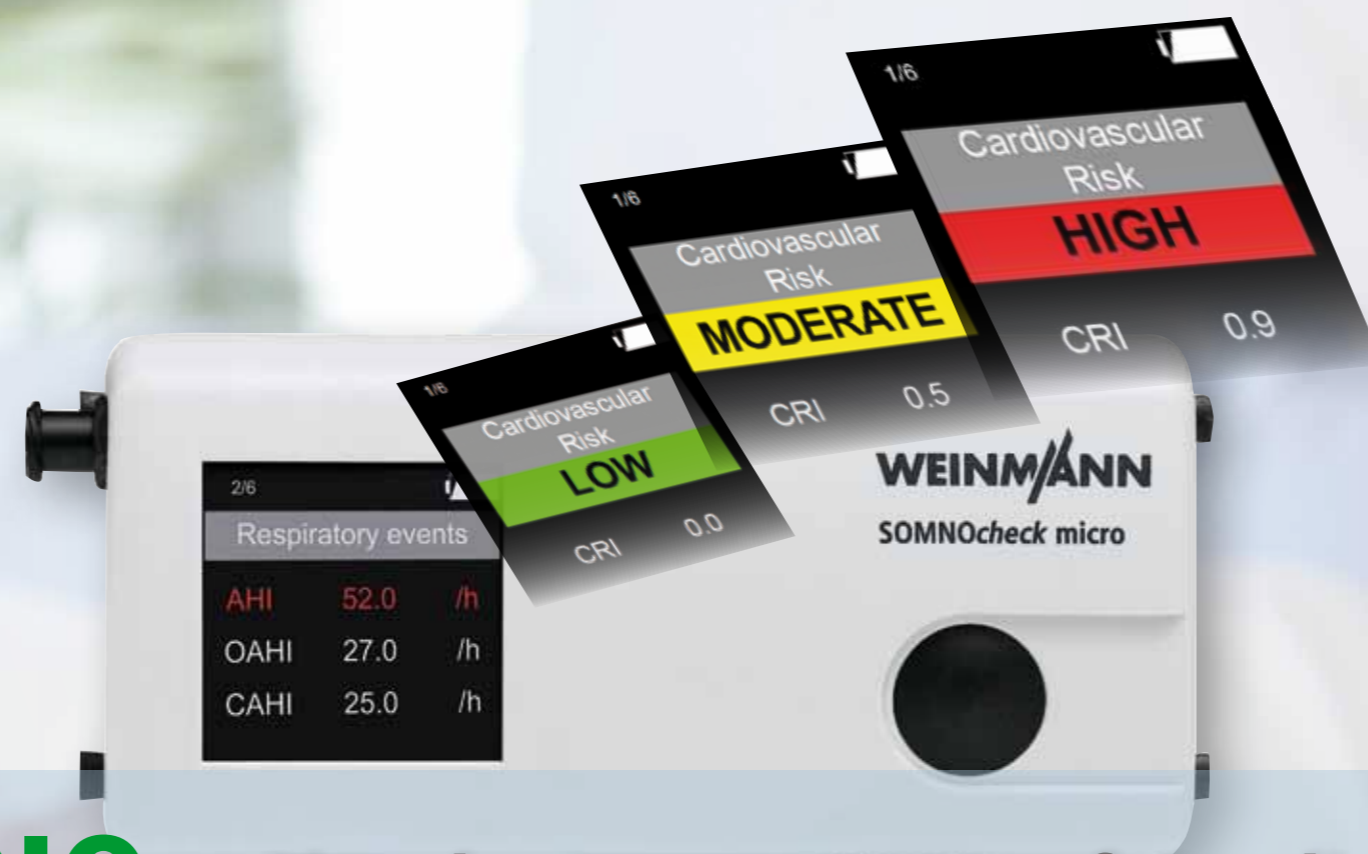 1/6
Cardiovascular
Risk
HIGH
CRI 0.9
1/6
Cardiovascular
Risk
MODERATE
CRI 0.5
1/6
Cardiovascular
Risk
LOW
CRI 0.0
2/6
Respiratory events
AHI 52.0 /h
OAHI 27.0 /h
CAHI 25.0 /h
WEINMANN
SOMNOcheck micro